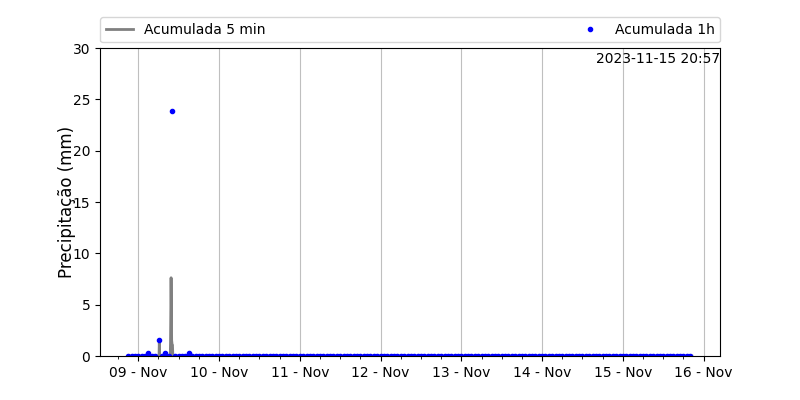 Acumulada 5 min
Acumulada 1h
2023-11-15 20:57
Precipitação (mm)
30
25
20
15
10
5
0
09 - Nov
10 - Nov
11 - Nov
12 - Nov
13 - Nov
14 - Nov
15 - Nov
16 - Nov